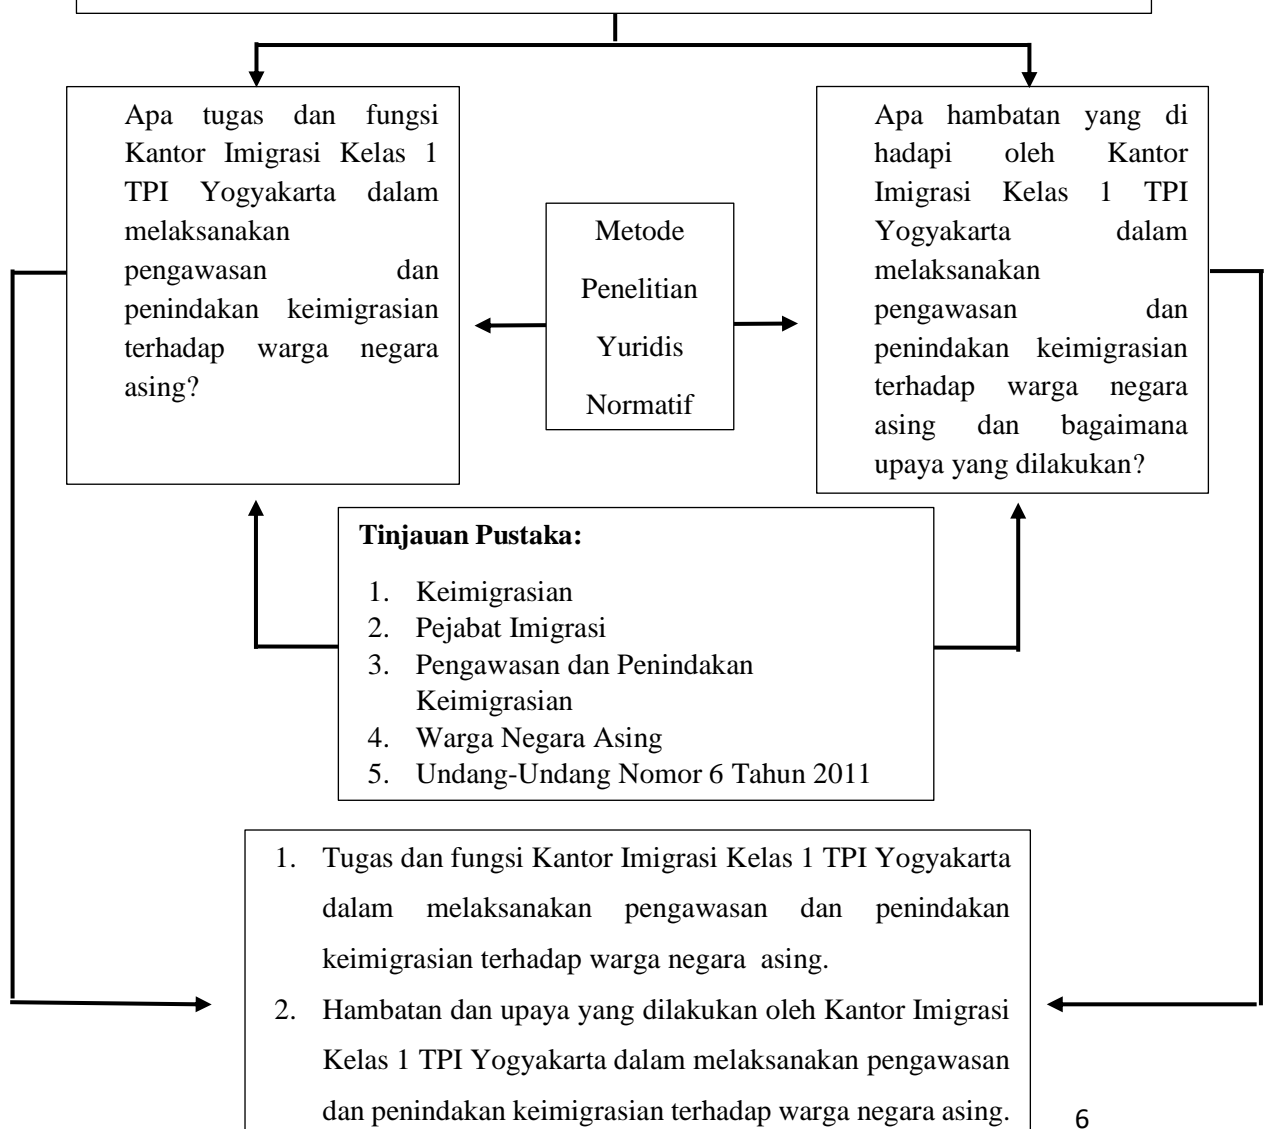 Apa tugas dan fungsi
Kantor Imigrasi Kelas 1
TPI Yogyakarta dalam
melaksanakan
pengawasan dan
penindakan keimigrasian
terhadap warga negara
asing?
Metode
Penelitian
Yuridis
Normatif
Apa hambatan yang di
hadapi oleh Kantor
Imigrasi Kelas 1 TPI
Yogyakarta dalam
melaksanakan
pengawasan dan
penindakan keimigrasian
terhadap warga negara
asing dan bagaimana
upaya yang dilakukan?
Tinjauan Pustaka:
1. Keimigrasian
2. Pejabat Imigrasi
3. Pengawasan dan Penindakan
Keimigrasian
4. Warga Negara Asing
5. Undang-Undang Nomor 6 Tahun 2011
1. Tugas dan fungsi Kantor Imigrasi Kelas 1 TPI Yogyakarta
dalam melaksanakan pengawasan dan penindakan
keimigrasian terhadap warga negara asing.
2. Hambatan dan upaya yang dilakukan oleh Kantor Imigrasi
Kelas 1 TPI Yogyakarta dalam melaksanakan pengawasan
dan penindakan keimigrasian terhadap warga negara asing.
6